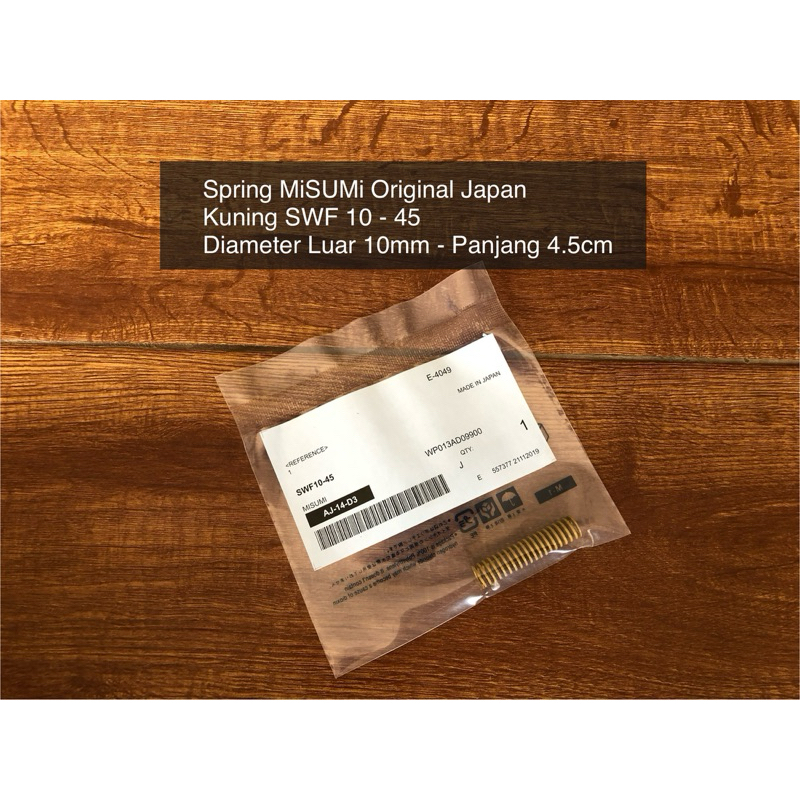 Spring MiSUMi Original Japan
Kuning SWF 10 - 45
Diameter Luar 10mm - Panjang 4.5cm
E-4049
MADE IN JAPAN
<REFERENCE>
1
WP013AD09900
QTY.
1
SWF10-45
J
MISUMI
E 557377 21112019
AJ-14-D3